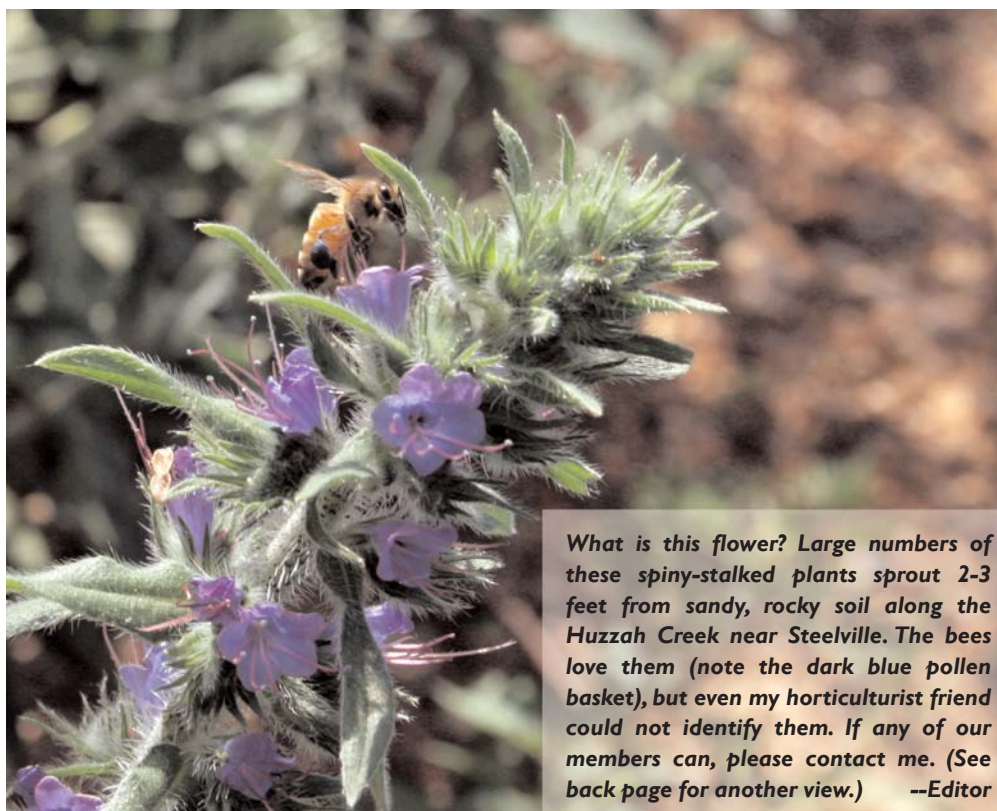 What is this flower? Large numbers of
these spiny-stalked plants sprout 2-3
feet from sandy, rocky soil along the
Huzzah Creek near Steelville. The bees
love them (note the dark blue pollen
basket), but even my horticulturist friend
could not identify them. If any of our
members can, please contact me. (See
back page for another view.) --Editor